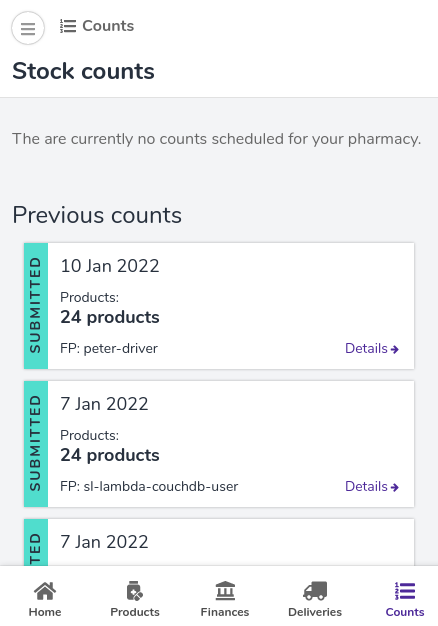 Counts
Stock counts
The are currently no counts scheduled for your pharmacy.
Previous counts
SUBMITTED
10 Jan 2022
Products:
24 products
FP: peter-driver
Details
SUBMITTED
7 Jan 2022
Products:
24 products
FP: sl-lambda-couchdb-user
Details
TED
7 Jan 2022
Home Products Finances Deliveries Counts